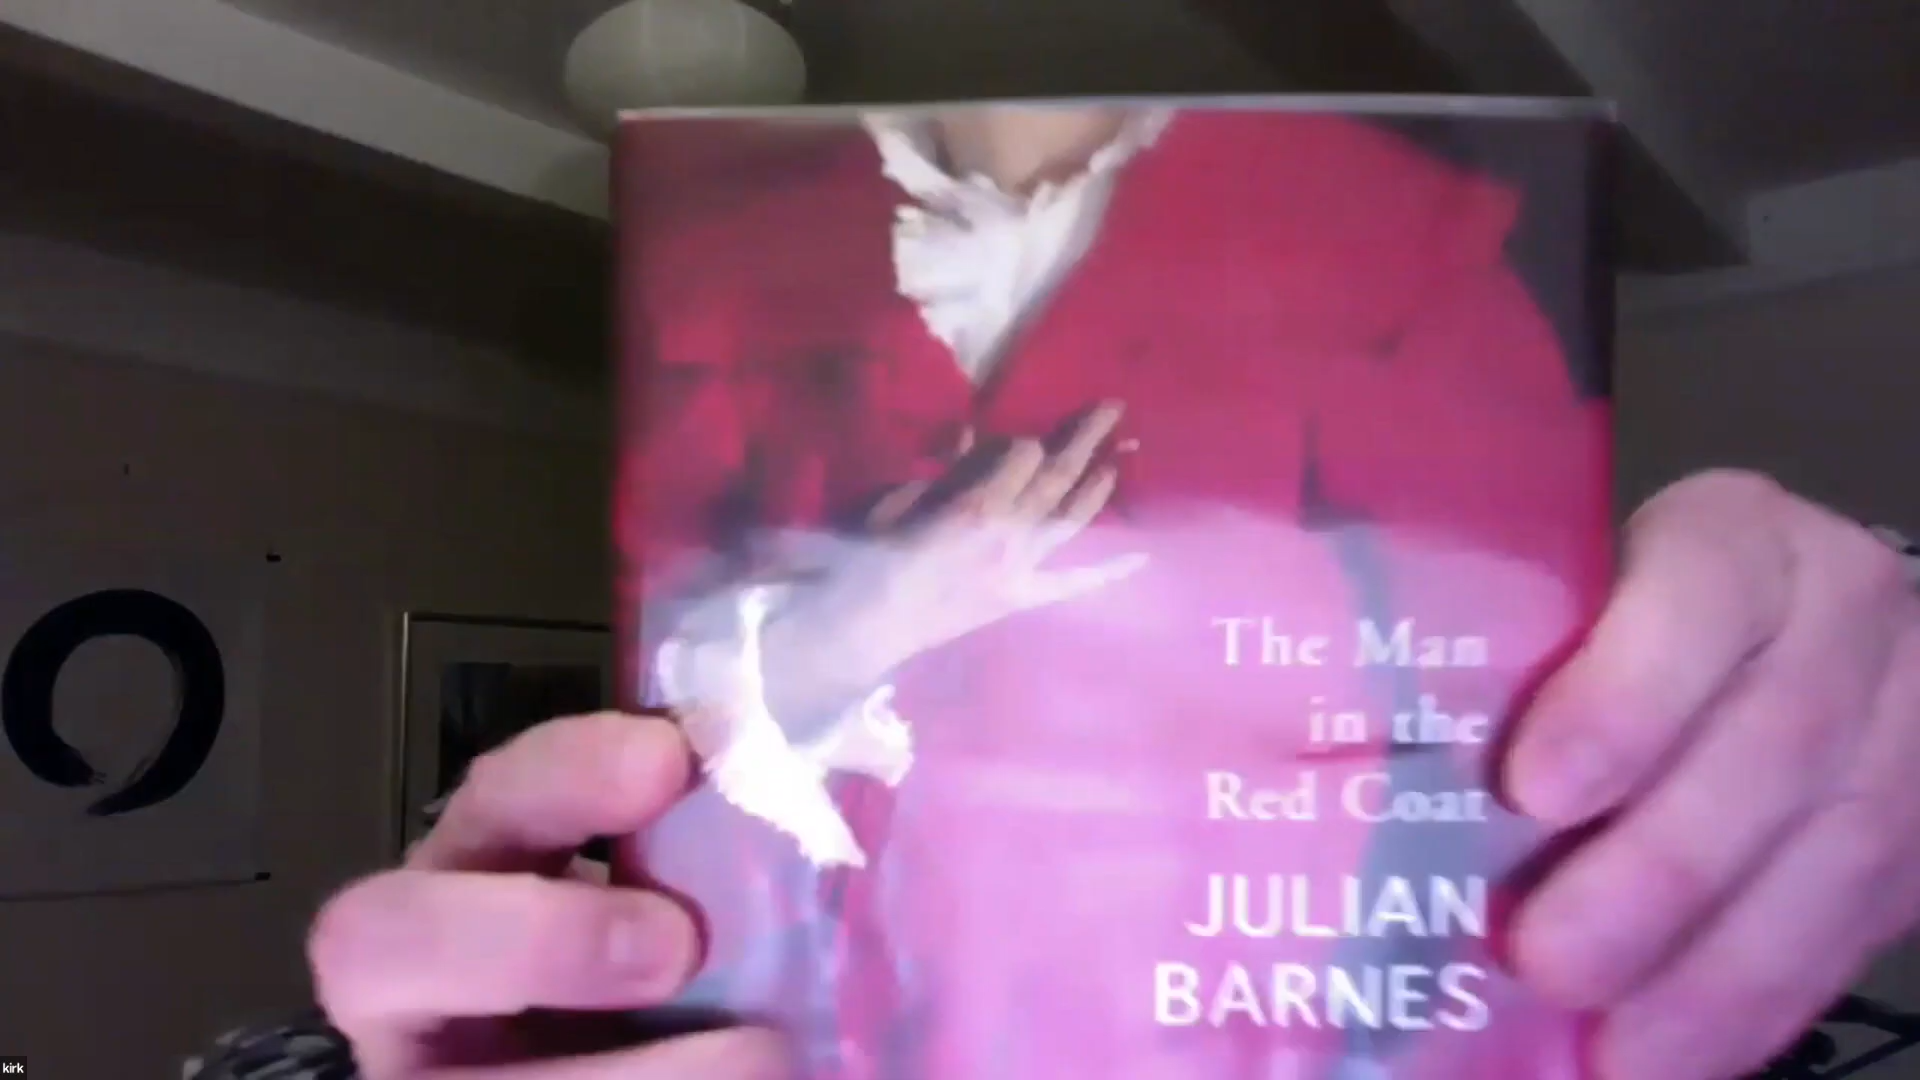 The Man
in the
Red Coat
JULIAN
BARNES
kirk